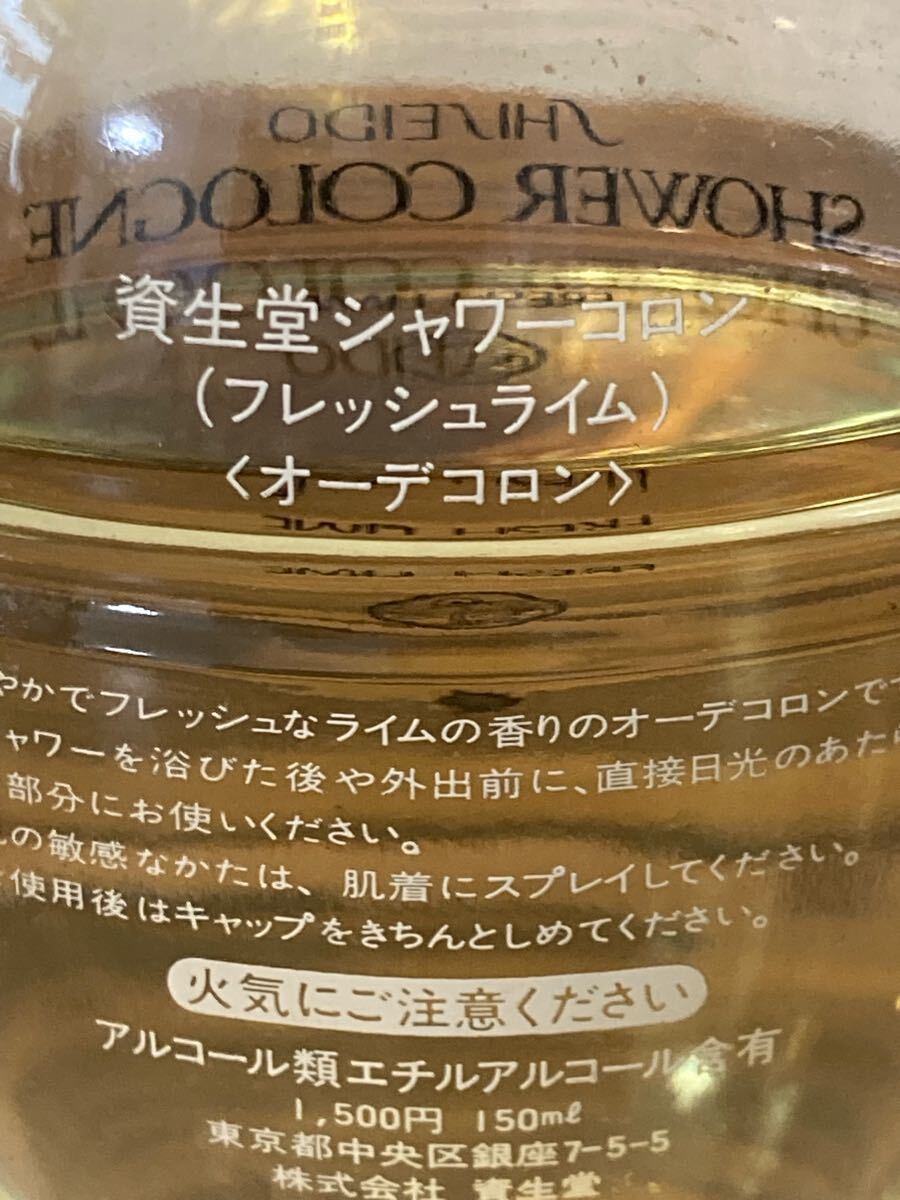 SHISEIDO
SHOWER COLOGNE
資生堂シャワーコロン
(フレッシュライム)
〈オーデコロン〉
FRESH LIME
やかでフレッシュなライムの香りのオーデコロンで
ャワーを浴びた後や外出前に、直接日光のあたら
部分にお使いください。
の敏感なかたは、肌着にスプレイしてください。
使用後はキャップをきちんとしめてください。
火気にご注意ください
アルコール類エチルアルコール含有
1,500円 150ml
東京都中央区銀座7-5-5
株式会社 資生堂